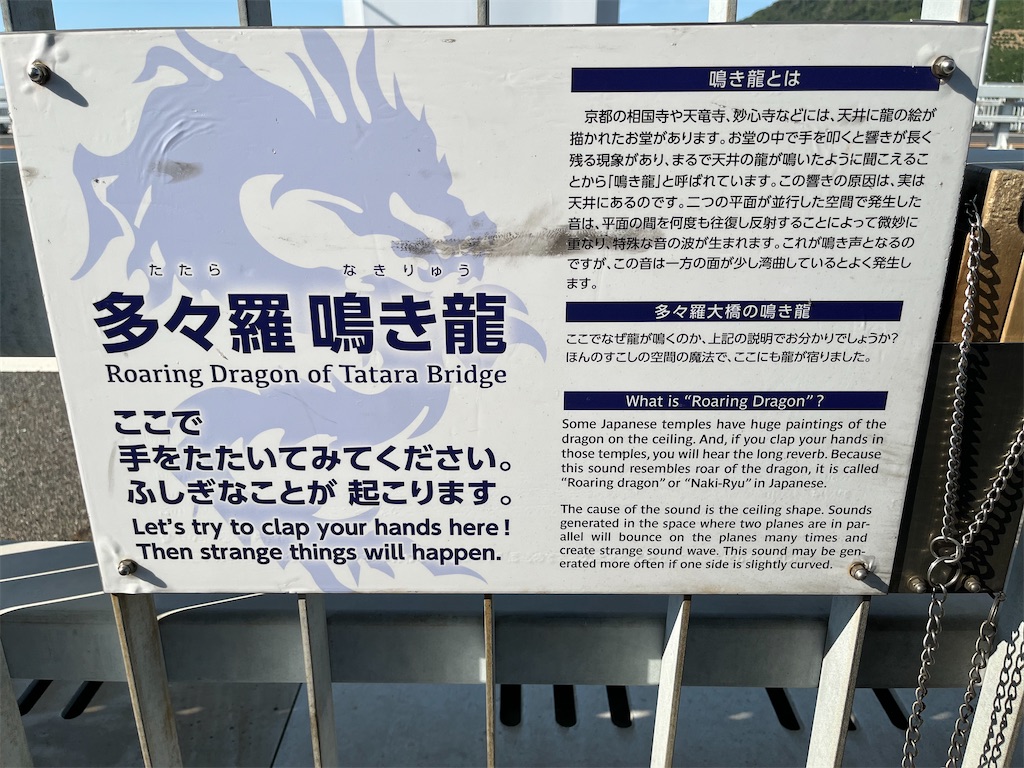 たたら なきりゅう
多々羅 鳴き龍
Roaring Dragon of Tatara Bridge
ここで
手をたたいてみてください。
ふしぎなことが 起こります。
Let's try to clap your hands here!
Then strange things will happen.
鳴き龍とは
京都の相国寺や天竜寺、妙心寺などには、天井に龍の絵が
描かれたお堂があります。お堂の中で手を叩くと響きが長く
残る現象があり、まるで天井の龍が鳴いたように聞こえるこ
とから「鳴き龍」と呼ばれています。この響きの原因は、実は
天井にあるのです。二つの平面が並行した空間で発生した
音は、平面の間を何度も往復し反射することによって微妙に
重なり、特殊な音の波が生まれます。これが鳴き声となるの
ですが、この音は一方の面が少し湾曲しているとよく発生し
ます。
多々羅大橋の鳴き龍
ここでなぜ龍が鳴くのか、上記の説明でお分かりでしょうか?
ほんのすこしの空間の魔法で、ここにも龍が宿りました。
What is "Roaring Dragon"?
Some Japanese temples have huge paintings of the
dragon on the ceiling. And, if you clap your hands in
those temples, you will hear the long reverb. Because
this sound resembles roar of the dragon, it is called
"Roaring dragon" or "Naki-Ryu" in Japanese.
The cause of the sound is the ceiling shape. Sounds
generated in the space where two planes are in par-
allel will bounce on the planes many times and
create strange sound wave. This sound may be gen-
erated more often if one side is slightly curved.